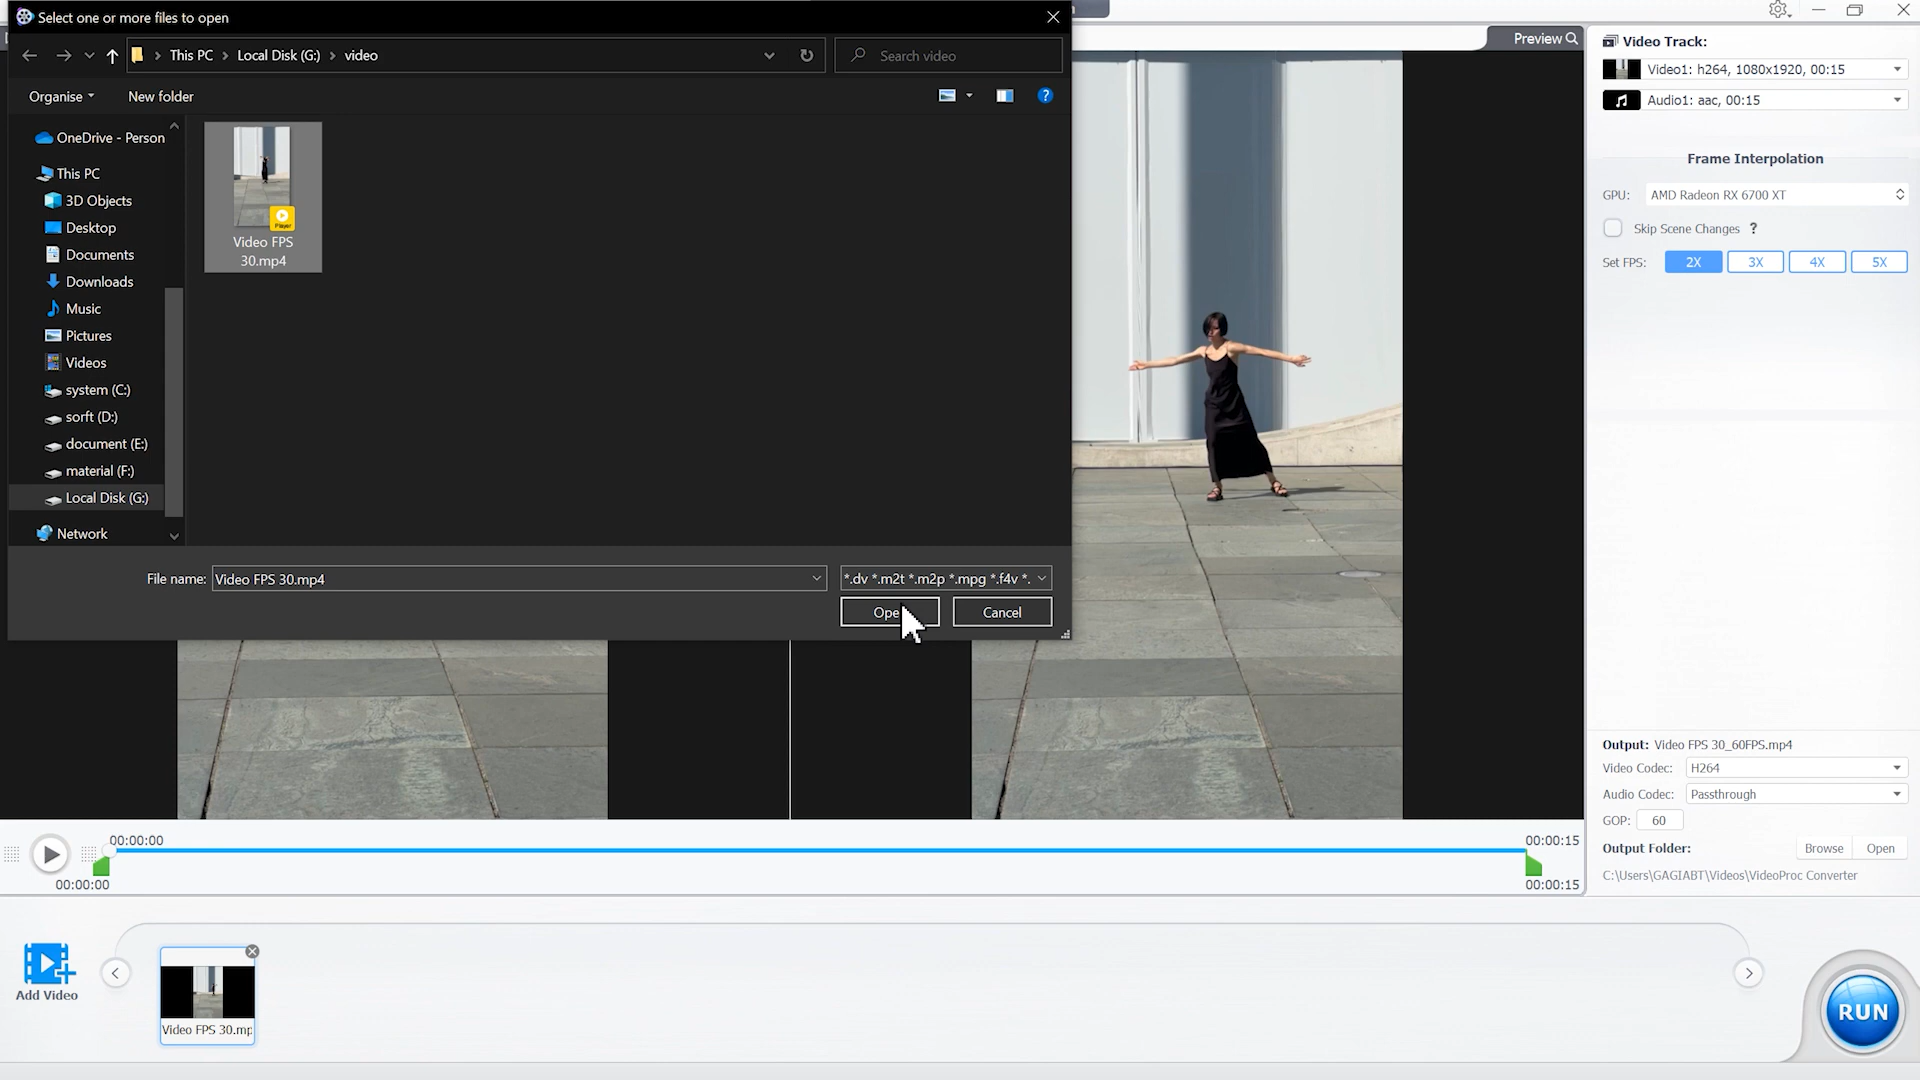 Select one or more files to open
This PC > Local Disk (G:) > video
Search video
Organise
New folder
?
OneDrive - Person
This PC
3D Objects
Desktop
Documents
Downloads
Music
Pictures
Videos
system (C:)
sorft (D:)
document (E:)
material (F:)
Local Disk (G:)
Network
Player
Video FPS
30.mp4
File name: Video FPS 30.mp4
*.dv *.m2t *.m2p *.mpg *.f4v *.
Cancel
Preview
Video Track:
Video1: h264, 1080x1920, 00:15
Audio1: aac, 00:15
Frame Interpolation
GPU: AMD Radeon RX 6700 XT
Skip Scene Changes ?
Set FPS: 2X 3X 4X 5X
Output: Video FPS 30_60FPS.mp4
Video Codec: H264
Audio Codec: Passthrough
GOP: 60
Output Folder: Browse Open
C:\Users\GAGIABT\Videos\VideoProc Converter
00:00:00
00:00:15
00:00:00
00:00:15
Add Video
Video FPS 30.mp
RUN